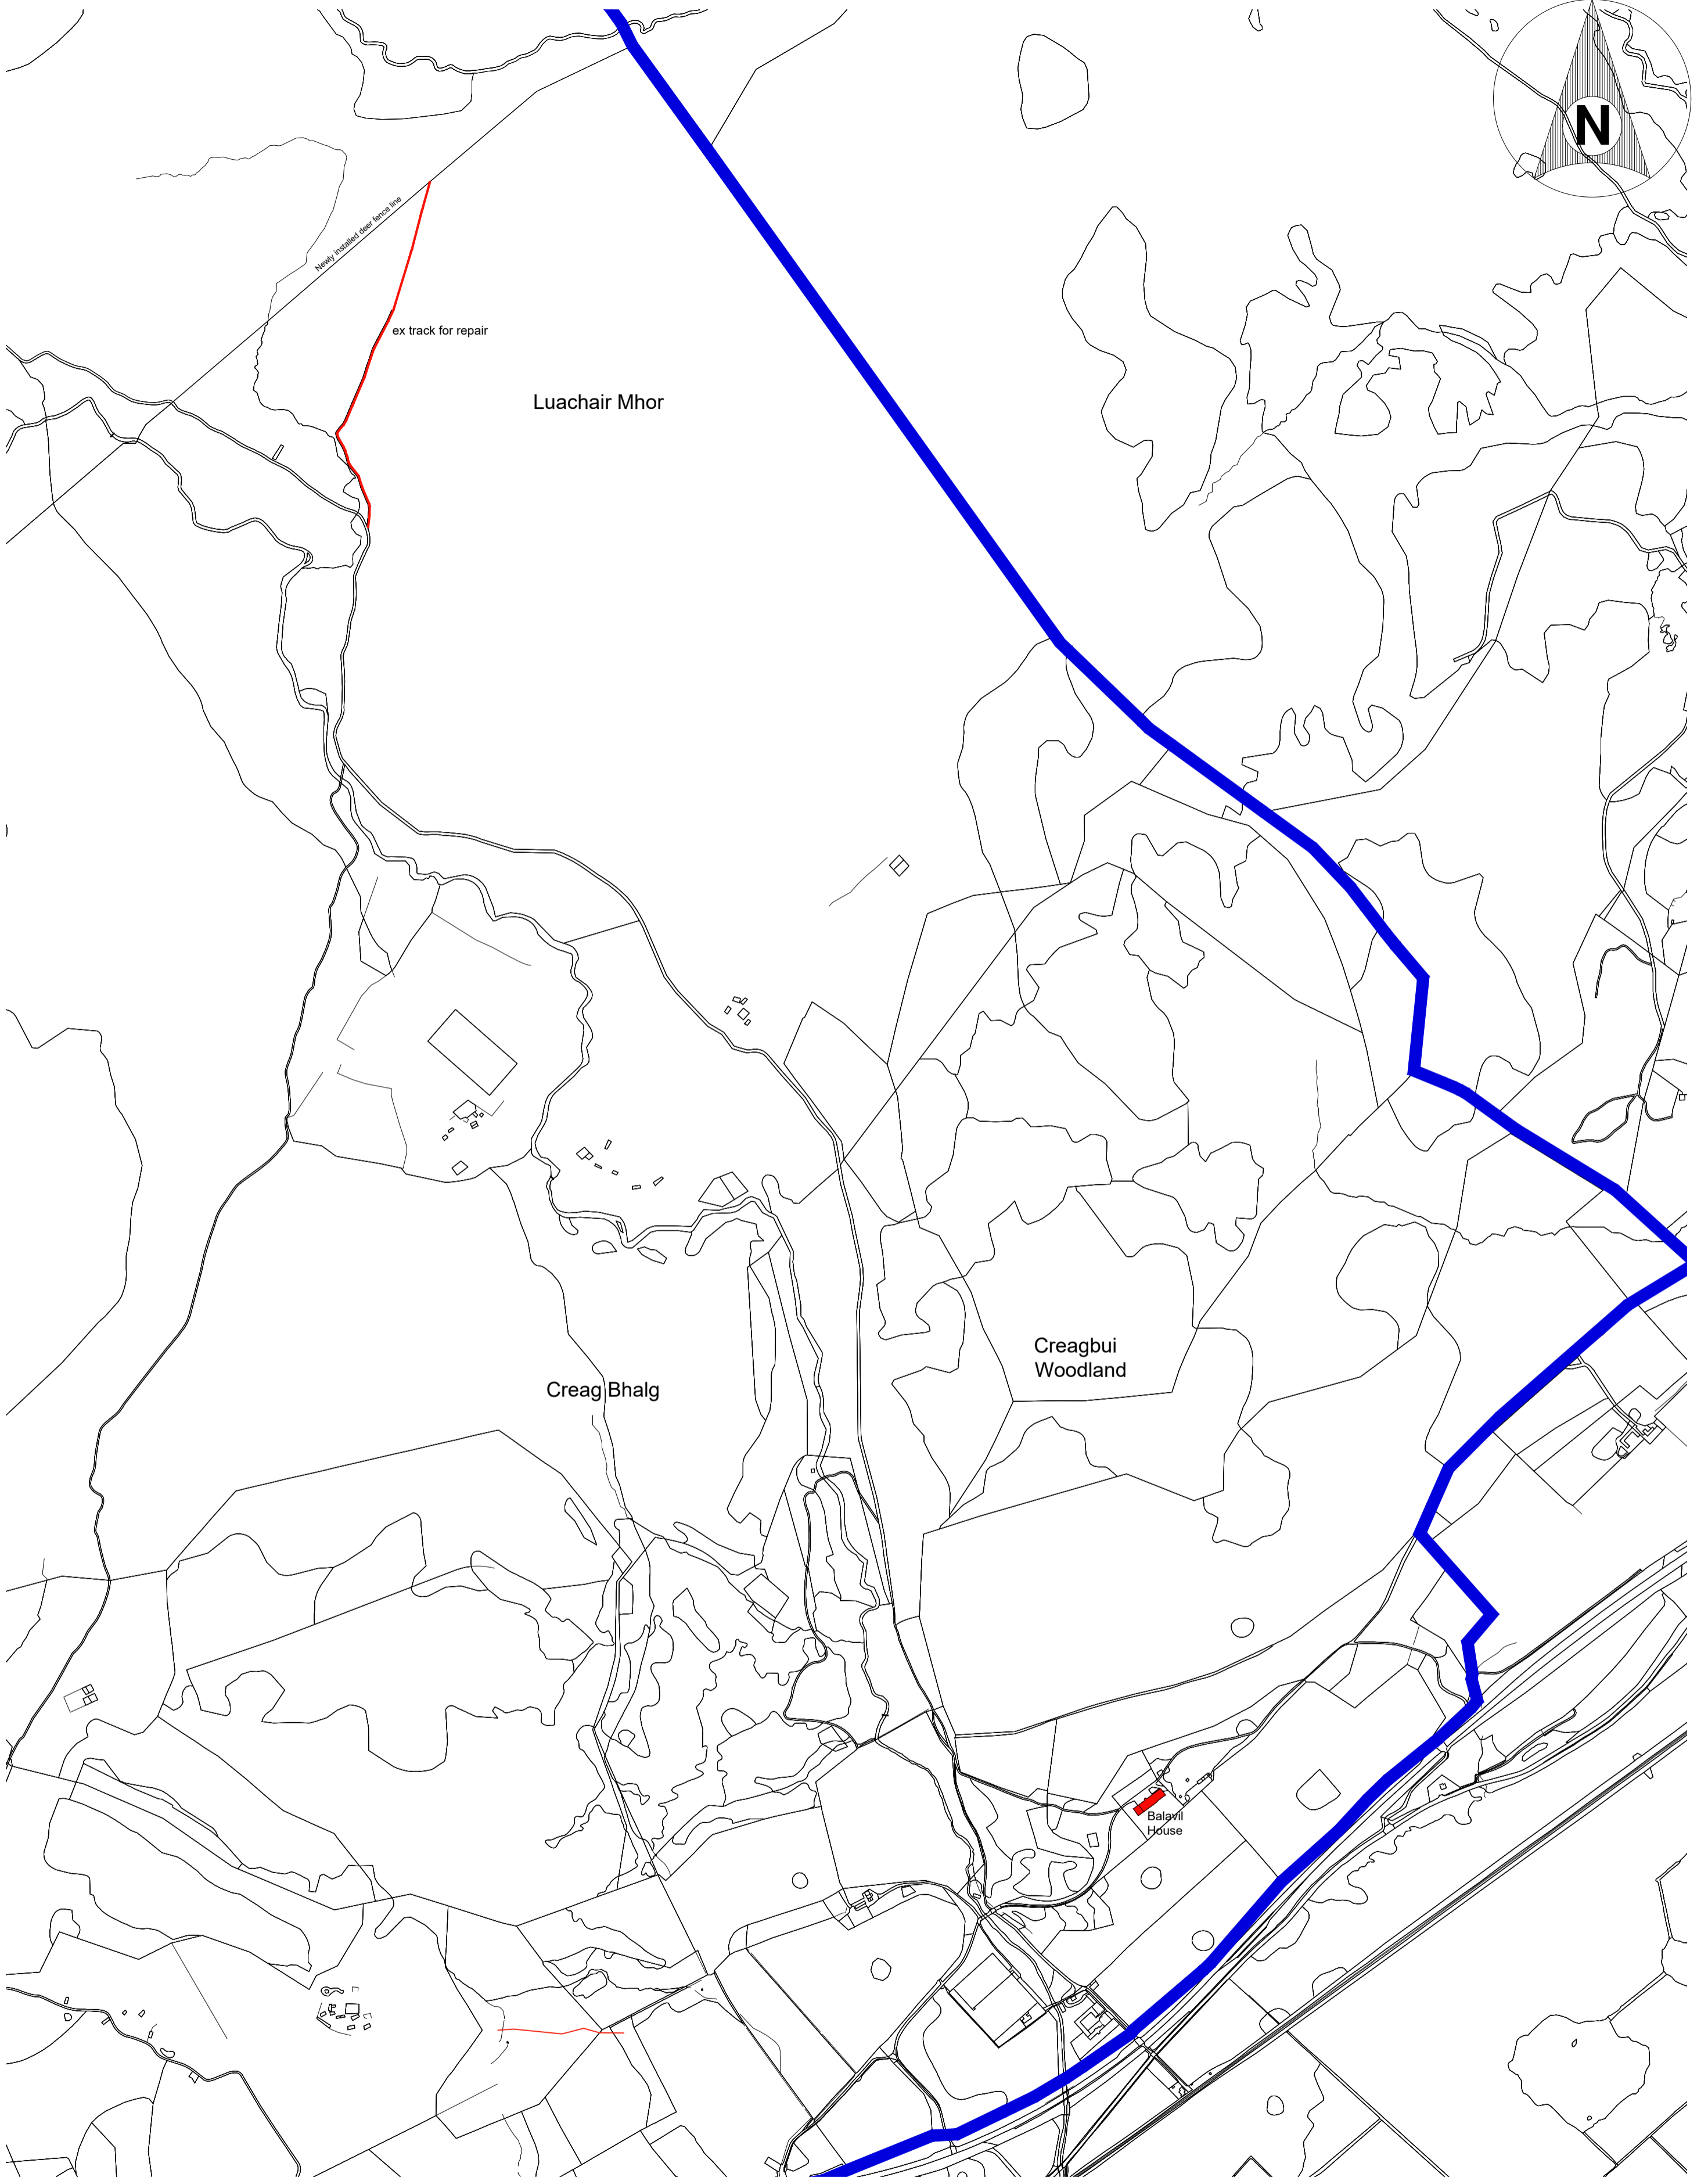 N
Newly installed deer fence line
ex track for repair
Luachair Mhor
Creagbui
Woodland
Creag Bhalg
Balavil
House